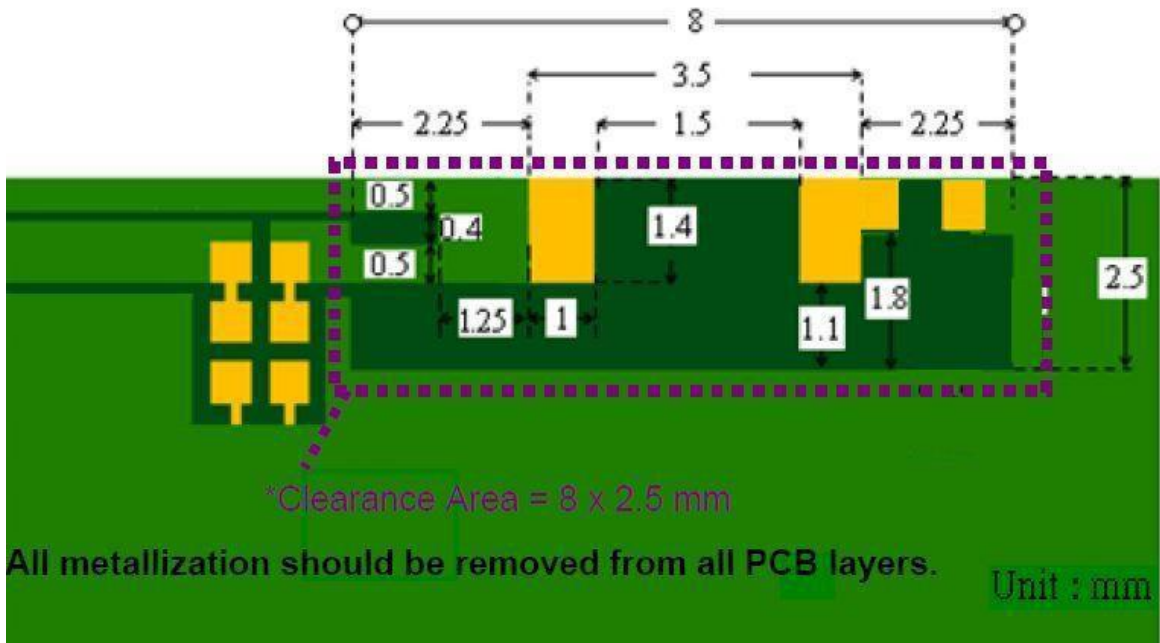 8
3.5
2.25 1.5 2.25
0.5
0.4 1.4
0.5 2.5
1.8
1.25 1 1.1
*Clearance Area = 8 x 2.5 mm
All metallization should be removed from all PCB layers.
Unit : mm